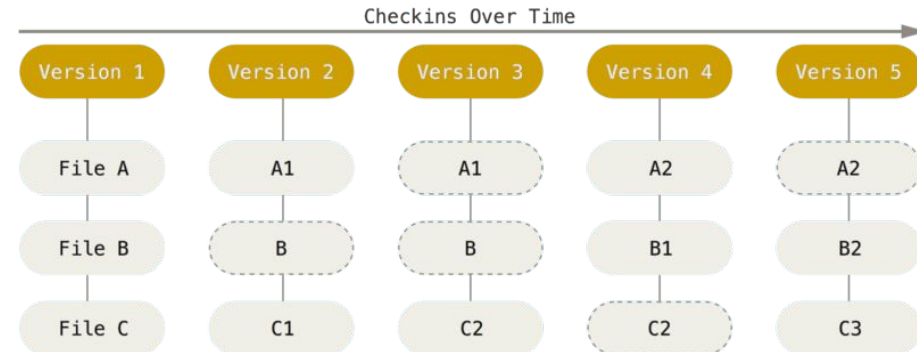 Checkins Over Time
Version 1 Version 2 Version 3 Version 4 Version 5
File A A1 A1 A2 A2
File B B B B1 B2
File C C1 C2 C2 C3